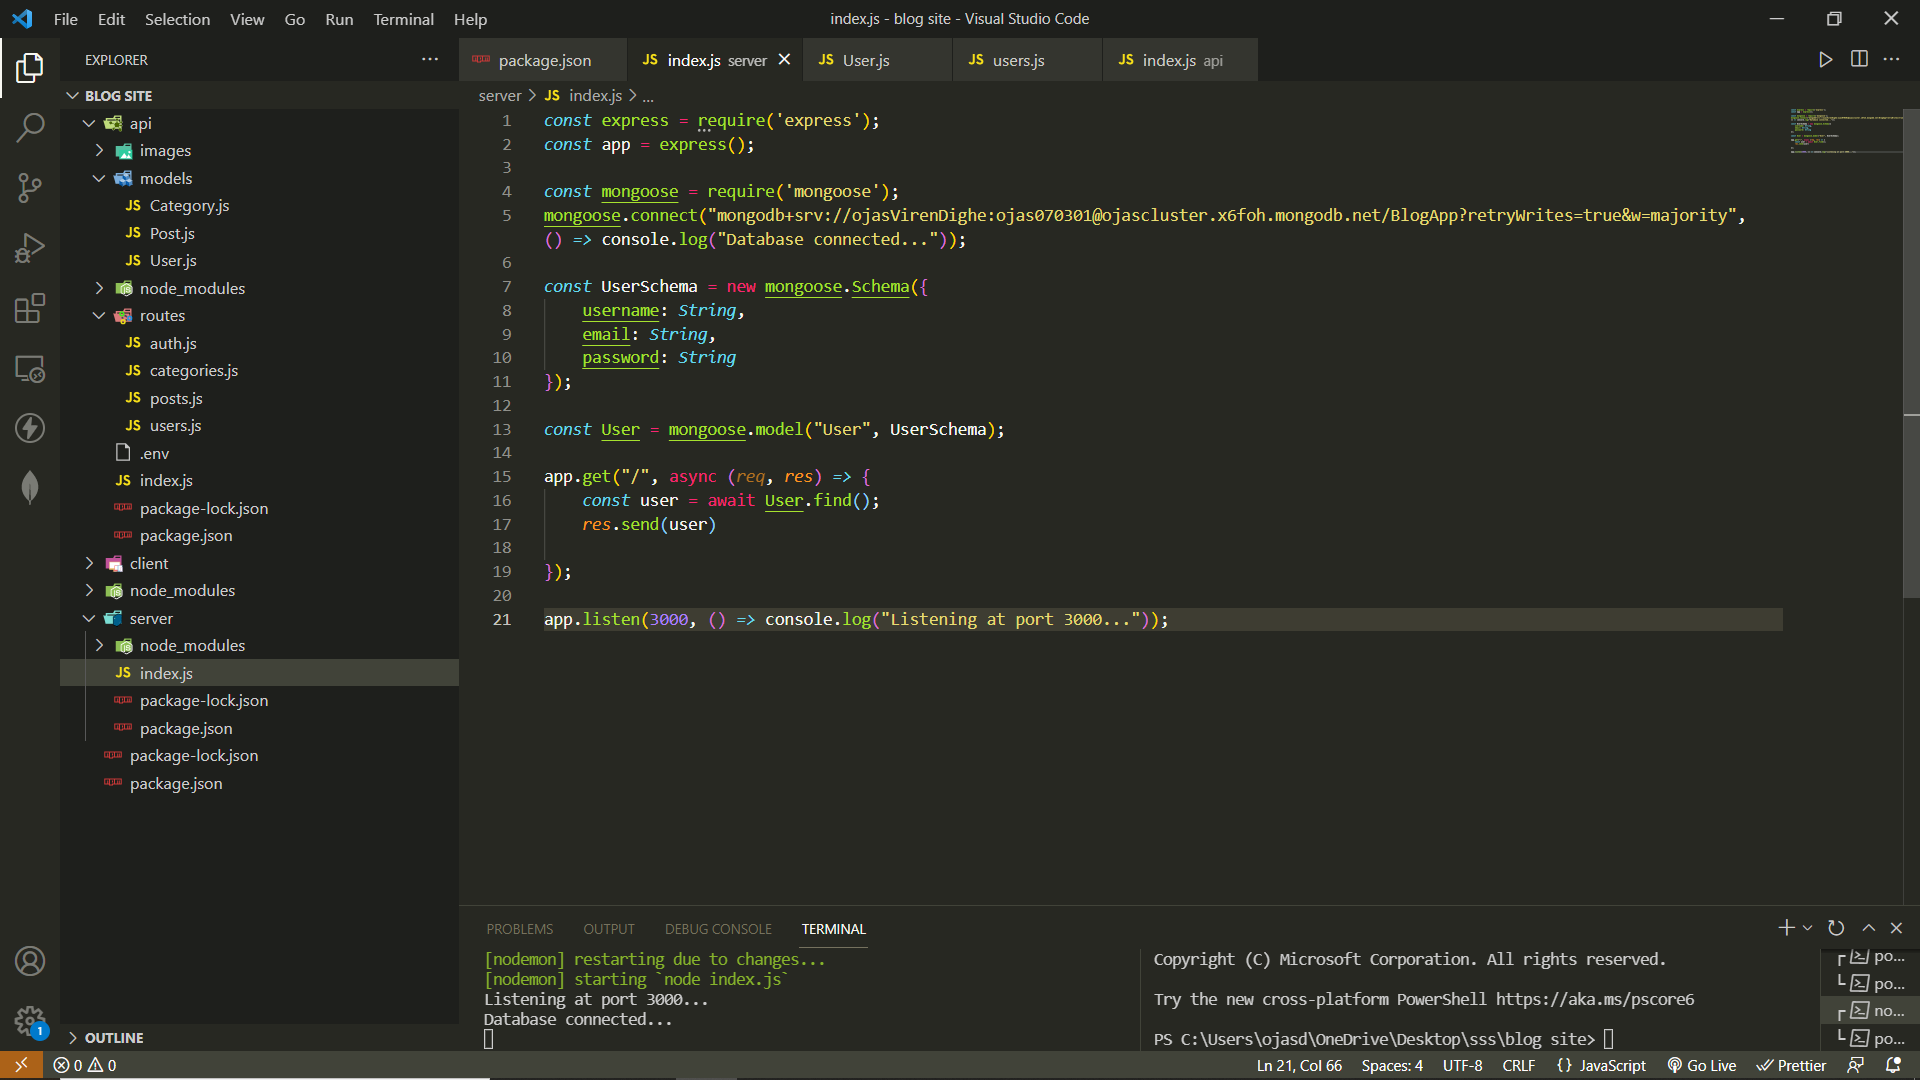 File Edit Selection View Go Run Terminal Help
index.js - blog site - Visual Studio Code
EXPLORER
BLOG SITE
api
images
models
Category.js
Post.js
User.js
node_modules
routes
auth.js
categories.js
posts.js
users.js
.env
index.js
package-lock.json
package.json
client
node_modules
server
node_modules
index.js
package-lock.json
package.json
package-lock.json
package.json
OUTLINE
package.json
JS index.js server
JS User.js
JS users.js
JS index.js api
server > JS index.js > ...
1 const express = require('express');
2 const app = express();
3
4 const mongoose = require('mongoose');
5 mongoose.connect("mongodb+srv://ojasVirenDighe:ojas070301@ojascluster.x6foh.mongodb.net/BlogApp?retryWrites=true&w=majority",
() => console.log("Database connected..."));
6
7 const UserSchema = new mongoose.Schema({
8 username: String,
9 email: String,
10 password: String
11 });
12
13 const User = mongoose.model("User", UserSchema);
14
15 app.get("/", async (req, res) => {
16 const user = await User.find();
17 res.send(user)
18
19 });
20
21 app.listen(3000, () => console.log("Listening at port 3000..."));
PROBLEMS OUTPUT DEBUG CONSOLE TERMINAL
[nodemon] restarting due to changes...
[nodemon] starting `node index.js`
Listening at port 3000...
Database connected...
Copyright (C) Microsoft Corporation. All rights reserved.
Try the new cross-platform PowerShell https://aka.ms/pscore6
PS C:\Users\ojasd\OneDrive\Desktop\sss\blog site>
po...
po...
no...
po...
1
0 0
Ln 21, Col 66 Spaces: 4 UTF-8 CRLF {} JavaScript Go Live Prettier